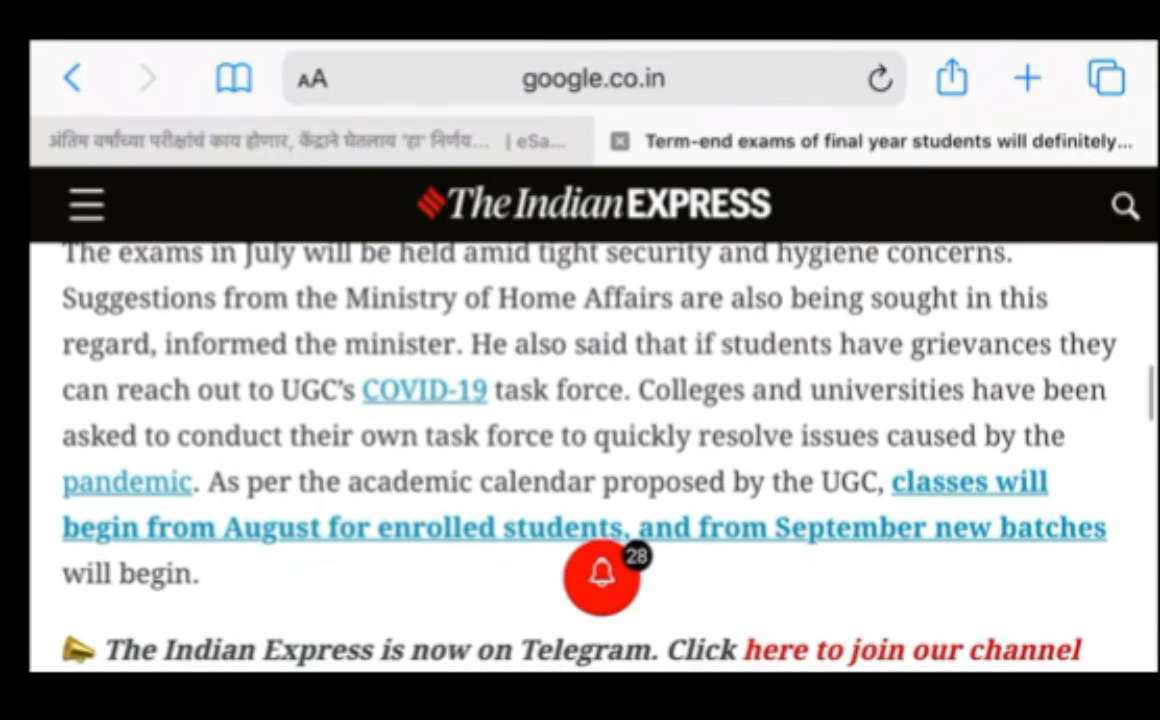 AA google.co.in
अंतिम वर्षाच्या परीक्षांचं काय होणार, केंद्राने घेतलाय 'हा' निर्णय... | eSa...
Term-end exams of final year students will definitely...
The Indian EXPRESS
The exams in July will be held amid tight security and hygiene concerns.
Suggestions from the Ministry of Home Affairs are also being sought in this
regard, informed the minister. He also said that if students have grievances they
can reach out to UGC's COVID-19 task force. Colleges and universities have been
asked to conduct their own task force to quickly resolve issues caused by the
pandemic. As per the academic calendar proposed by the UGC, classes will
begin from August for enrolled students, and from September new batches
will begin.
28
The Indian Express is now on Telegram. Click here to join our channel